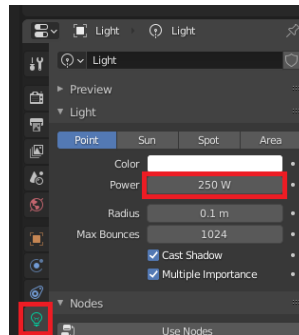 Light Light
Light
Preview
Light
Point Sun Spot Area
Color
Power 250 W
Radius 0.1 m
Max Bounces 1024
Cast Shadow
Multiple Importance
Nodes
Use Nodes